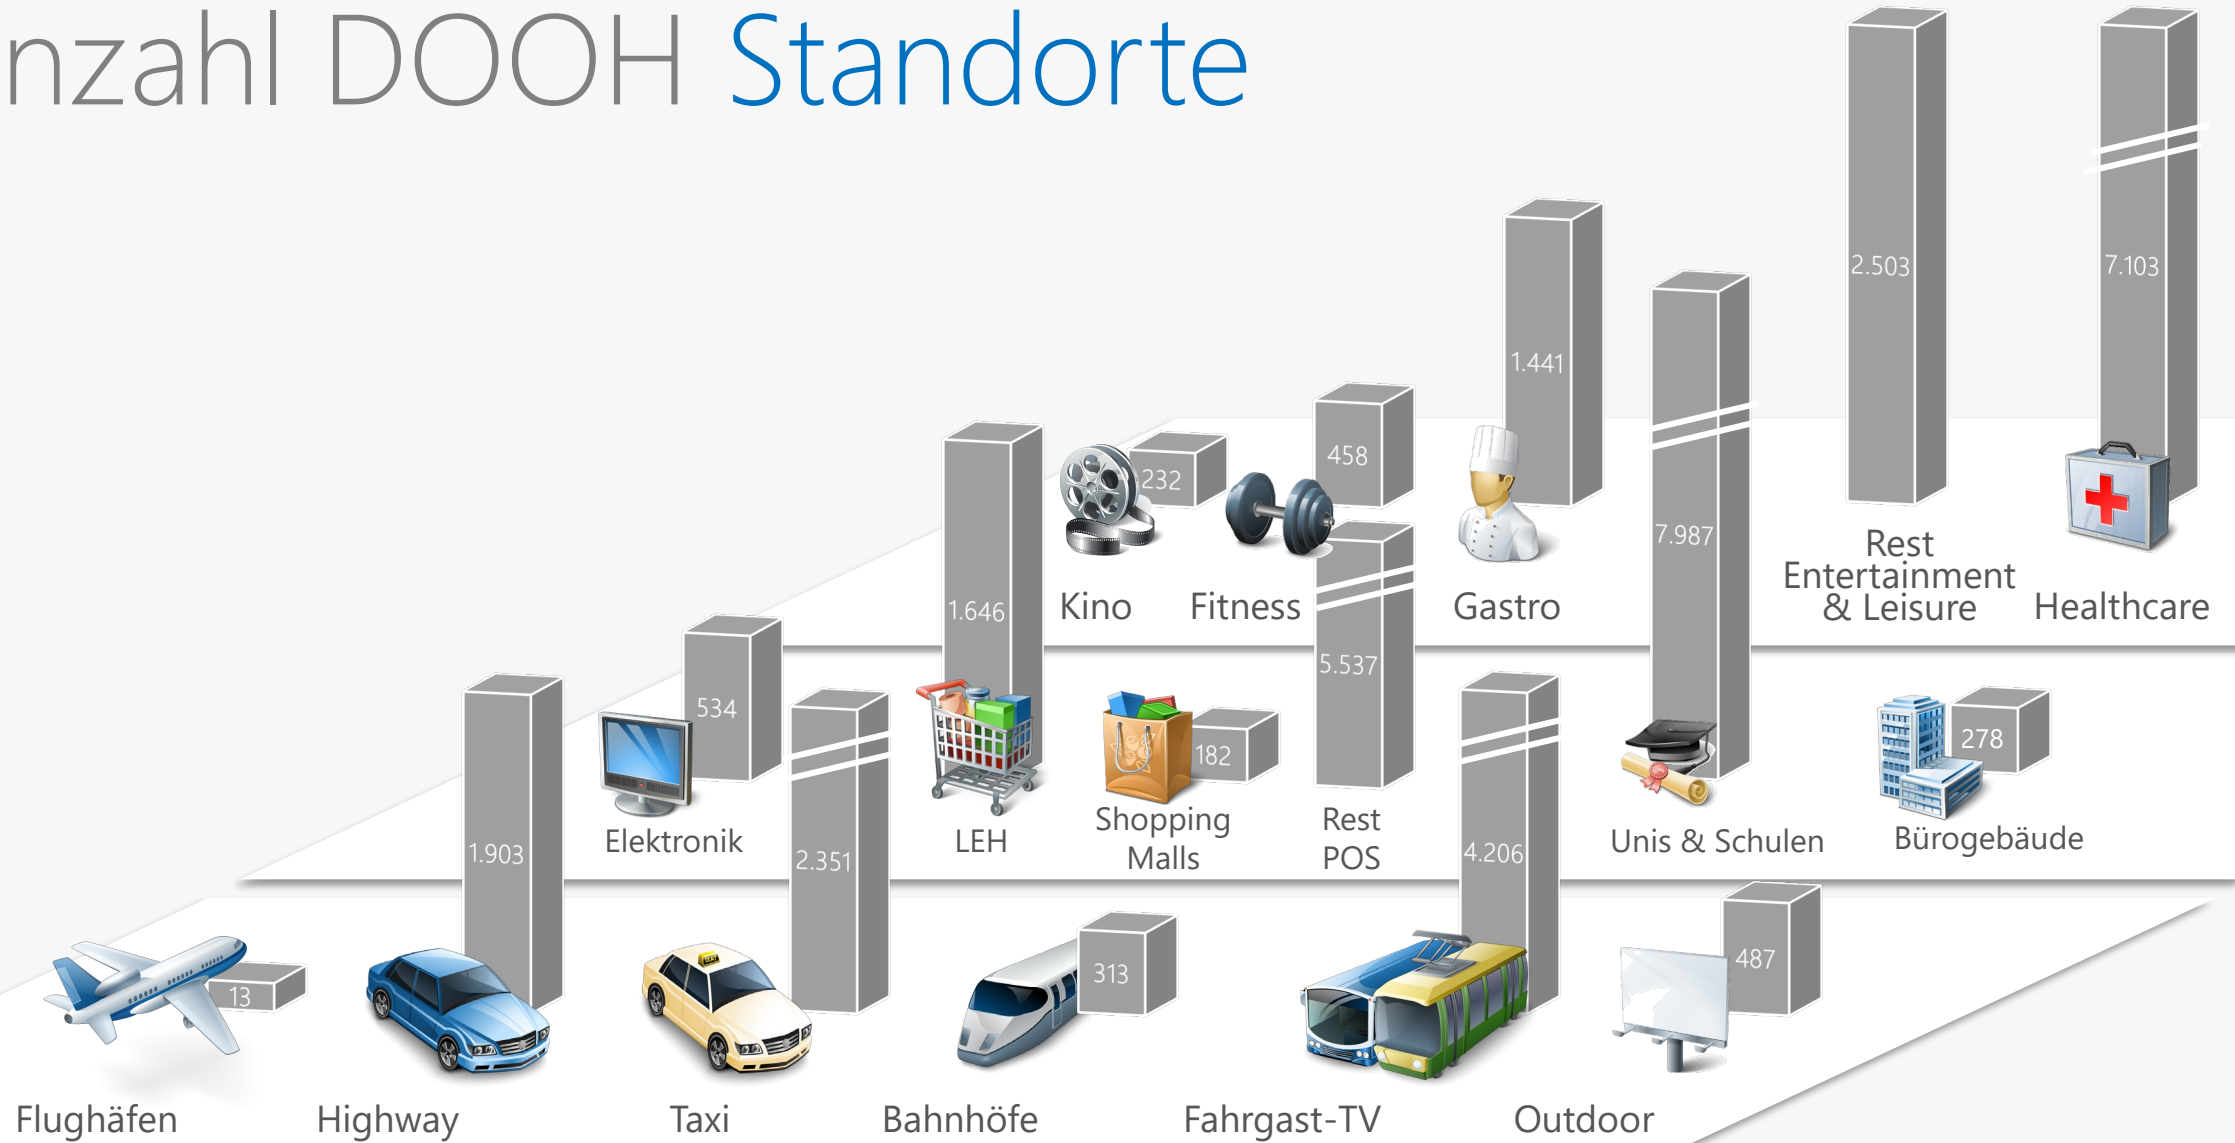 nzahl DOOH Standorte
2.503
7.103
1.441
232
458
7.987
Rest
Entertainment
& Leisure
Kino
Fitness
Gastro
Healthcare
1.646
534
5.537
182
278
Elektronik
LEH
Shopping
Malls
Rest
POS
Unis & Schulen
Bürogebäude
1.903
2.351
4.206
13
313
487
TAXI
Flughäfen
Highway
Taxi
Bahnhöfe
Fahrgast-TV
Outdoor